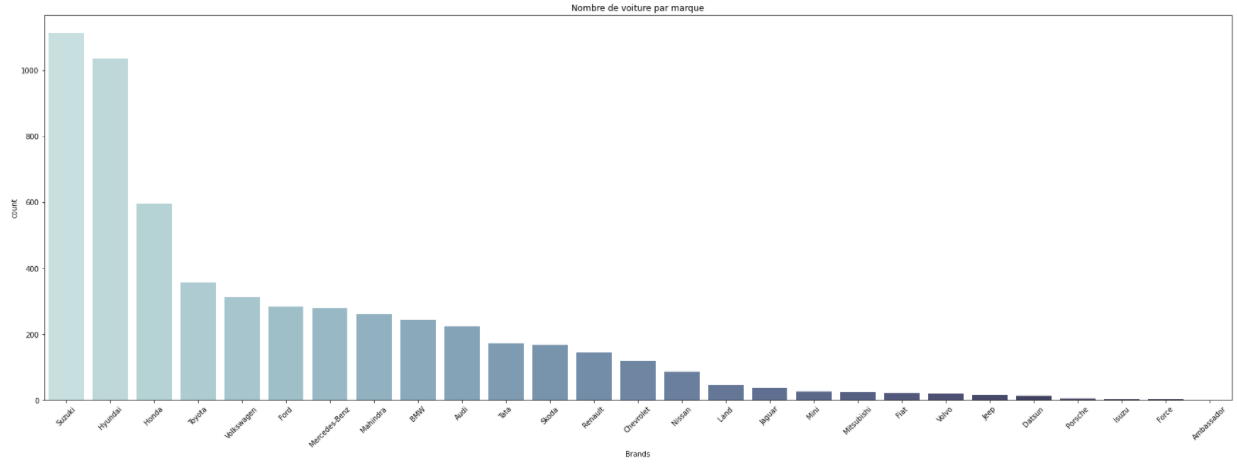 Nombre de voiture par marque
count
1000
800
600
400
200
0
Suzuki
Hyundai
Honda
Toyota
Volkswagen
Ford
Mercedes-Benz
Mahindra
BMW
Audi
Tata
Skoda
Renault
Chevrolet
Nissan
Land
Jaguar
Mini
Mitsubishi
Fiat
Volvo
Jeep
Datsun
Porsche
Isuzu
Force
Ambassador
Brands